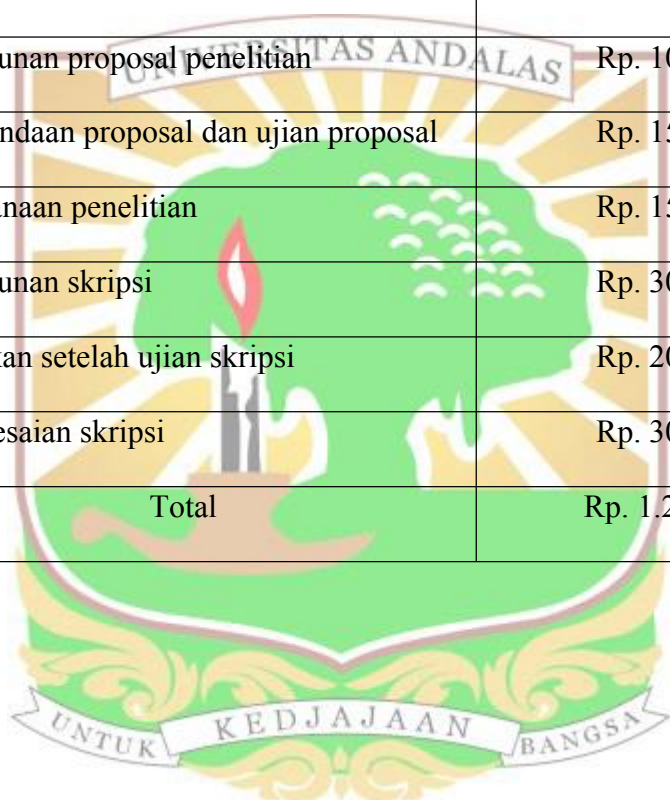 UNIVERSITAS ANDALAS
unan proposal penelitian Rp. 10
ndaan proposal dan ujian proposal Rp. 15
naan penelitian Rp. 15
unan skripsi Rp. 30
kan setelah ujian skripsi Rp. 20
esaian skripsi Rp. 30
Total Rp. 1.2
UNTUK KEDJAJAAN BANGSA